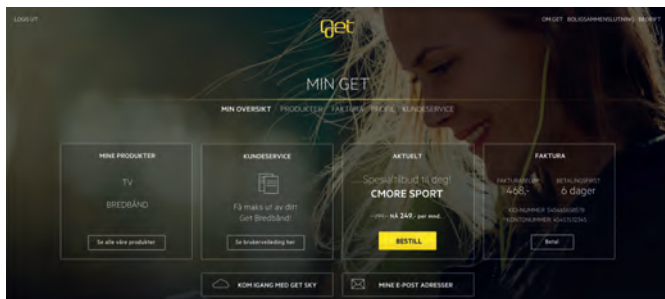 LOGG UT
get
OM GET BOLIGSAMMENSLUTNING BEDRIFT
MIN GET
MIN OVERSIKT PRODUKTER FAKTURA PROFIL KUNDESERVICE
MINE PRODUKTER
TV
BREDBÅND
Se alle våre produkter
KUNDESERVICE
Få maks ut av ditt
Get Bredbånd!
Se brukerveiledning her
AKTUELT
Spesialtilbud til deg!
CMORE SPORT
NÅ 249,- per mnd.
BESTILL
FAKTURA
FAKTURABELØP BETALINGSFRIST
468,- 6 dager
KID-NUMMER
KONTONUMMER
Betal
KOM IGANG MED GET SKY
MINE E-POST ADRESSER